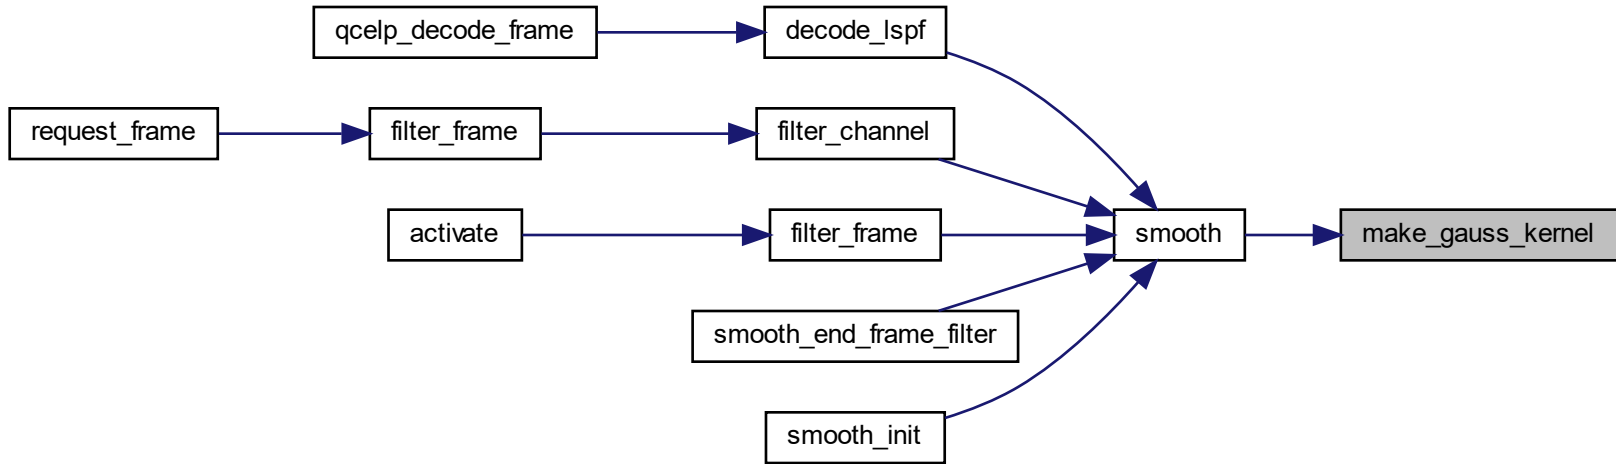 qcelp_decode_frame
decode_lspf
request_frame
filter_frame
filter_channel
activate
filter_frame
smooth
make_gauss_kernel
smooth_end_frame_filter
smooth_init